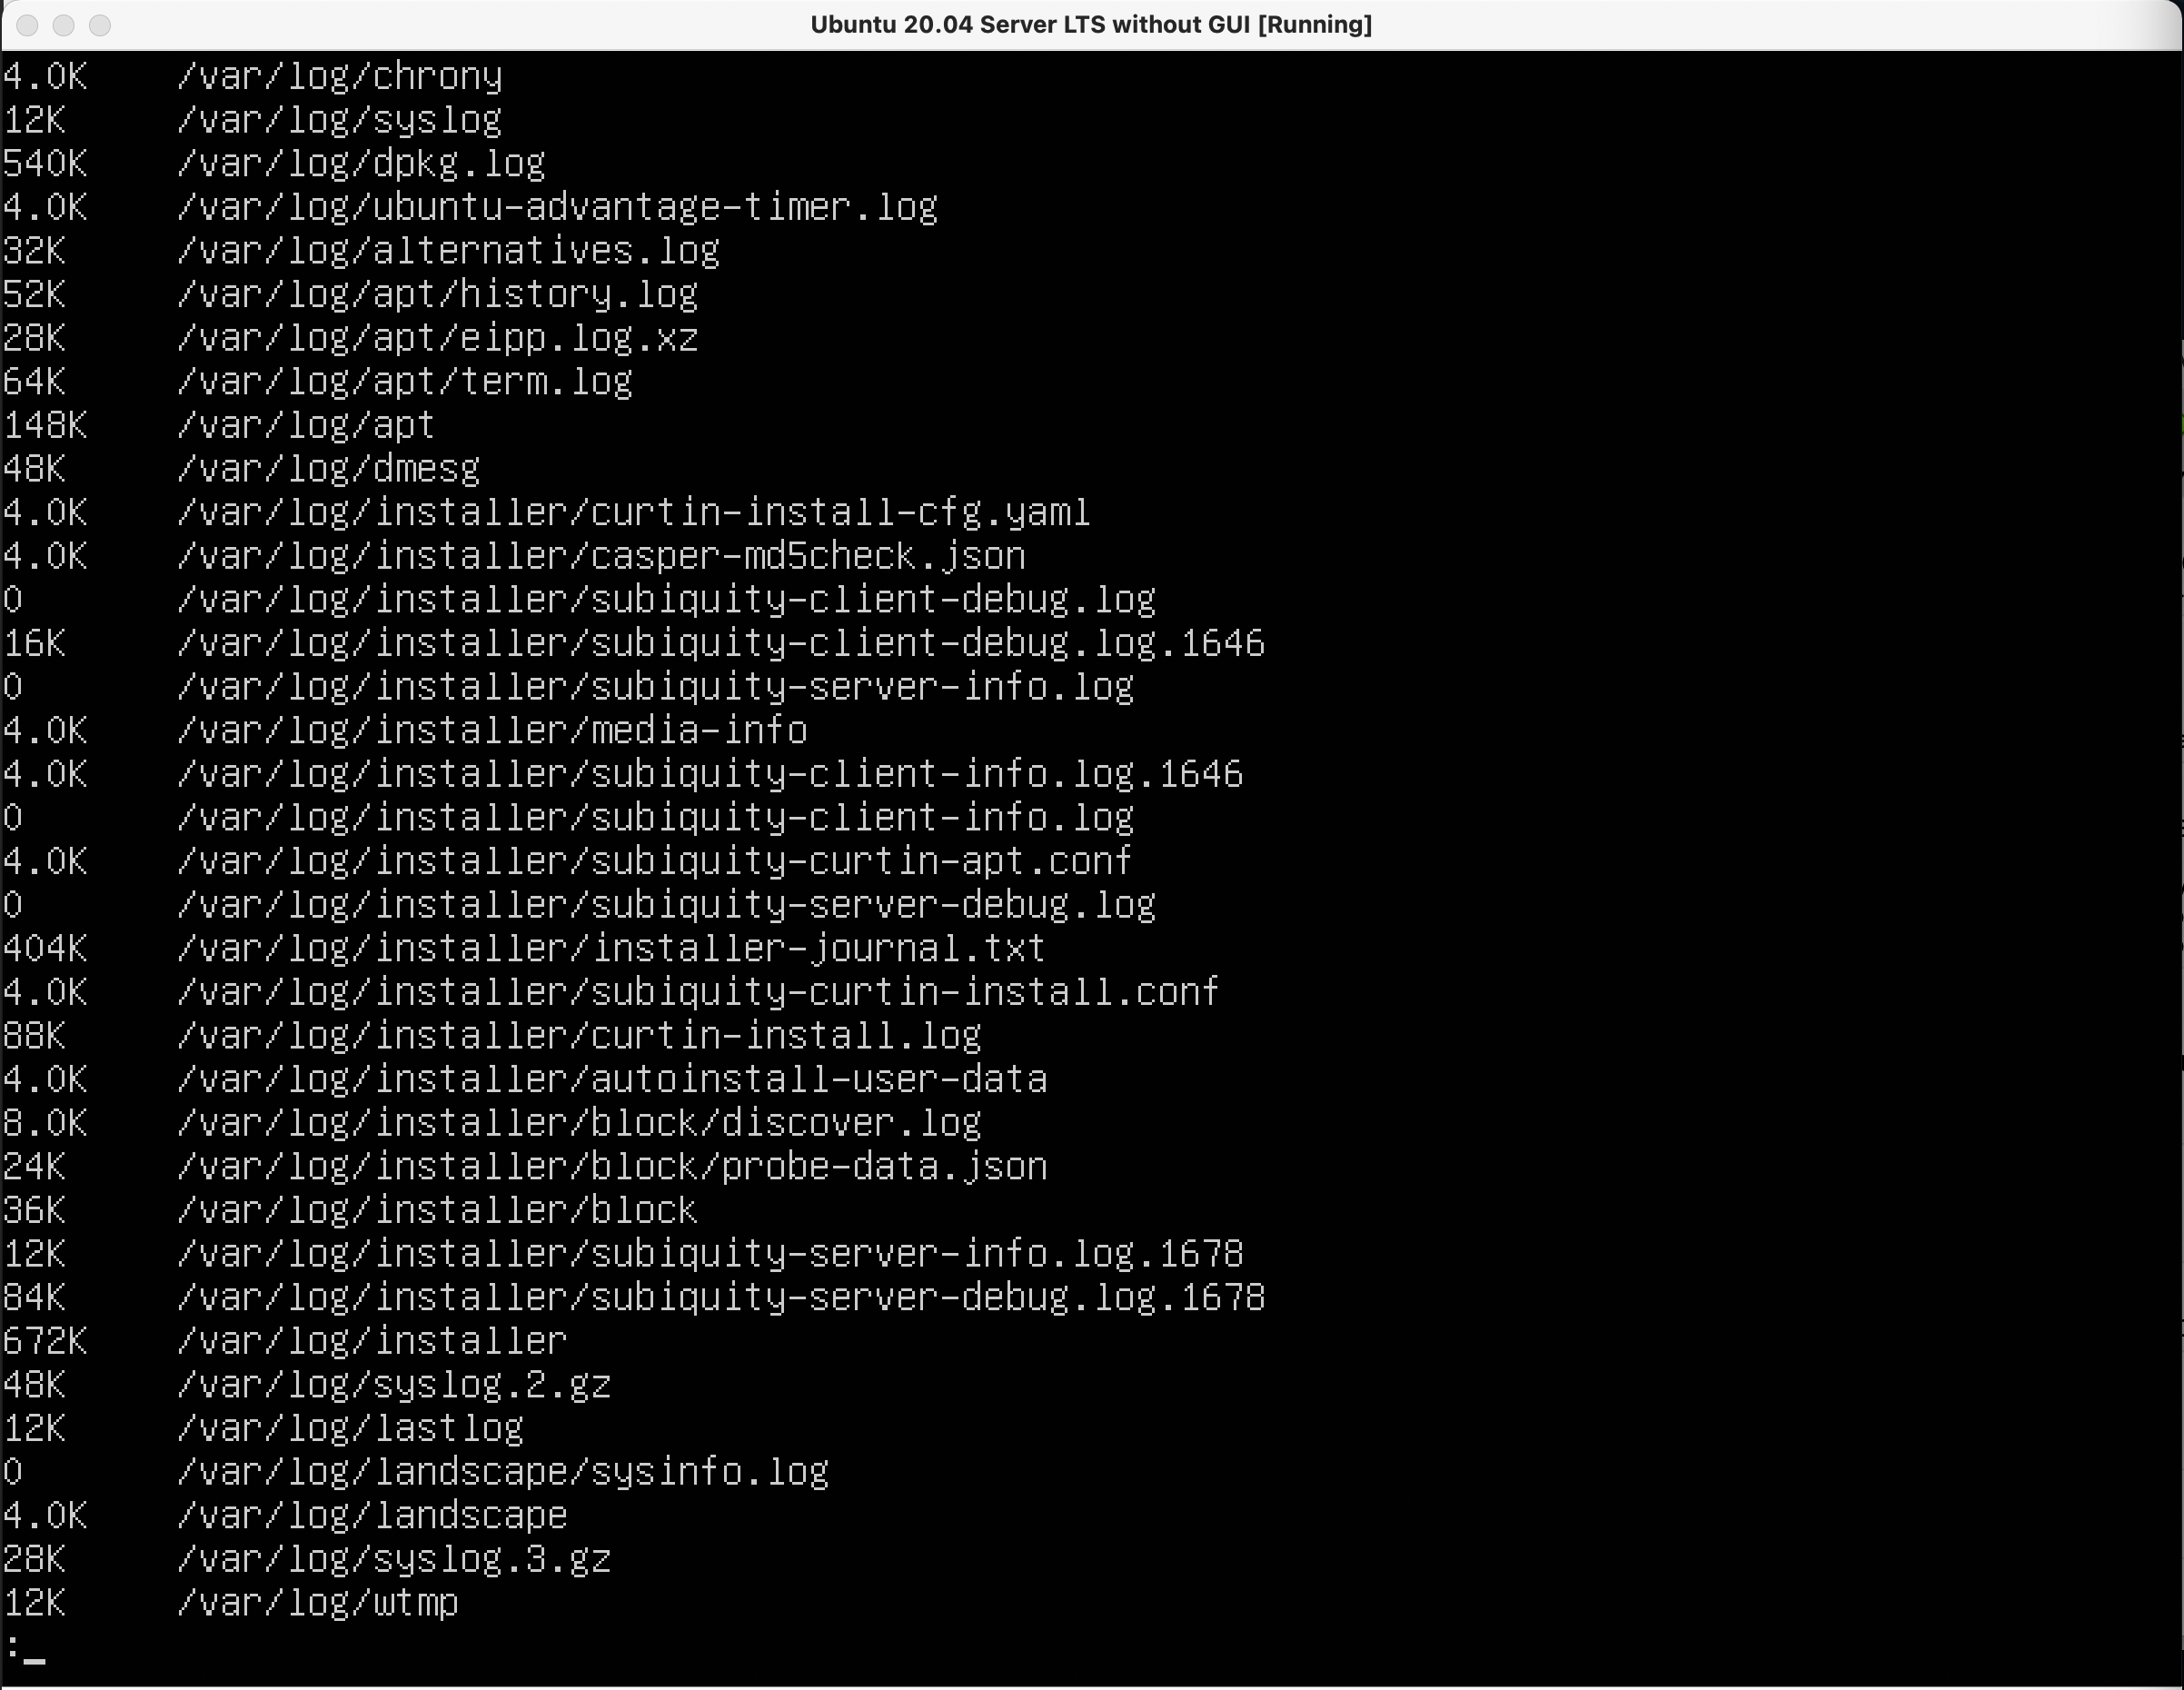 Ubuntu 20.04 Server LTS without GUI [Running]
4.0K /var/log/chrony
12K /var/log/syslog
540K /var/log/dpkg.log
4.0K /var/log/ubuntu-advantage-timer.log
32K /var/log/alternatives.log
52K /var/log/apt/history.log
28K /var/log/apt/eipp.log.xz
64K /var/log/apt/term.log
148K /var/log/apt
48K /var/log/dmesg
4.0K /var/log/installer/curtin-install-cfg.yaml
4.0K /var/log/installer/casper-md5check.json
0 /var/log/installer/subiquity-client-debug.log
16K /var/log/installer/subiquity-client-debug.log.1646
0 /var/log/installer/subiquity-server-info.log
4.0K /var/log/installer/media-info
4.0K /var/log/installer/subiquity-client-info.log.1646
0 /var/log/installer/subiquity-client-info.log
4.0K /var/log/installer/subiquity-curtin-apt.conf
0 /var/log/installer/subiquity-server-debug.log
404K /var/log/installer/installer-journal.txt
4.0K /var/log/installer/subiquity-curtin-install.conf
88K /var/log/installer/curtin-install.log
4.0K /var/log/installer/autoinstall-user-data
8.0K /var/log/installer/block/discover.log
24K /var/log/installer/block/probe-data.json
36K /var/log/installer/block
12K /var/log/installer/subiquity-server-info.log.1678
84K /var/log/installer/subiquity-server-debug.log.1678
672K /var/log/installer
48K /var/log/syslog.2.gz
12K /var/log/lastlog
0 /var/log/landscape/sysinfo.log
4.0K /var/log/landscape
28K /var/log/syslog.3.gz
12K /var/log/wtmp
:_